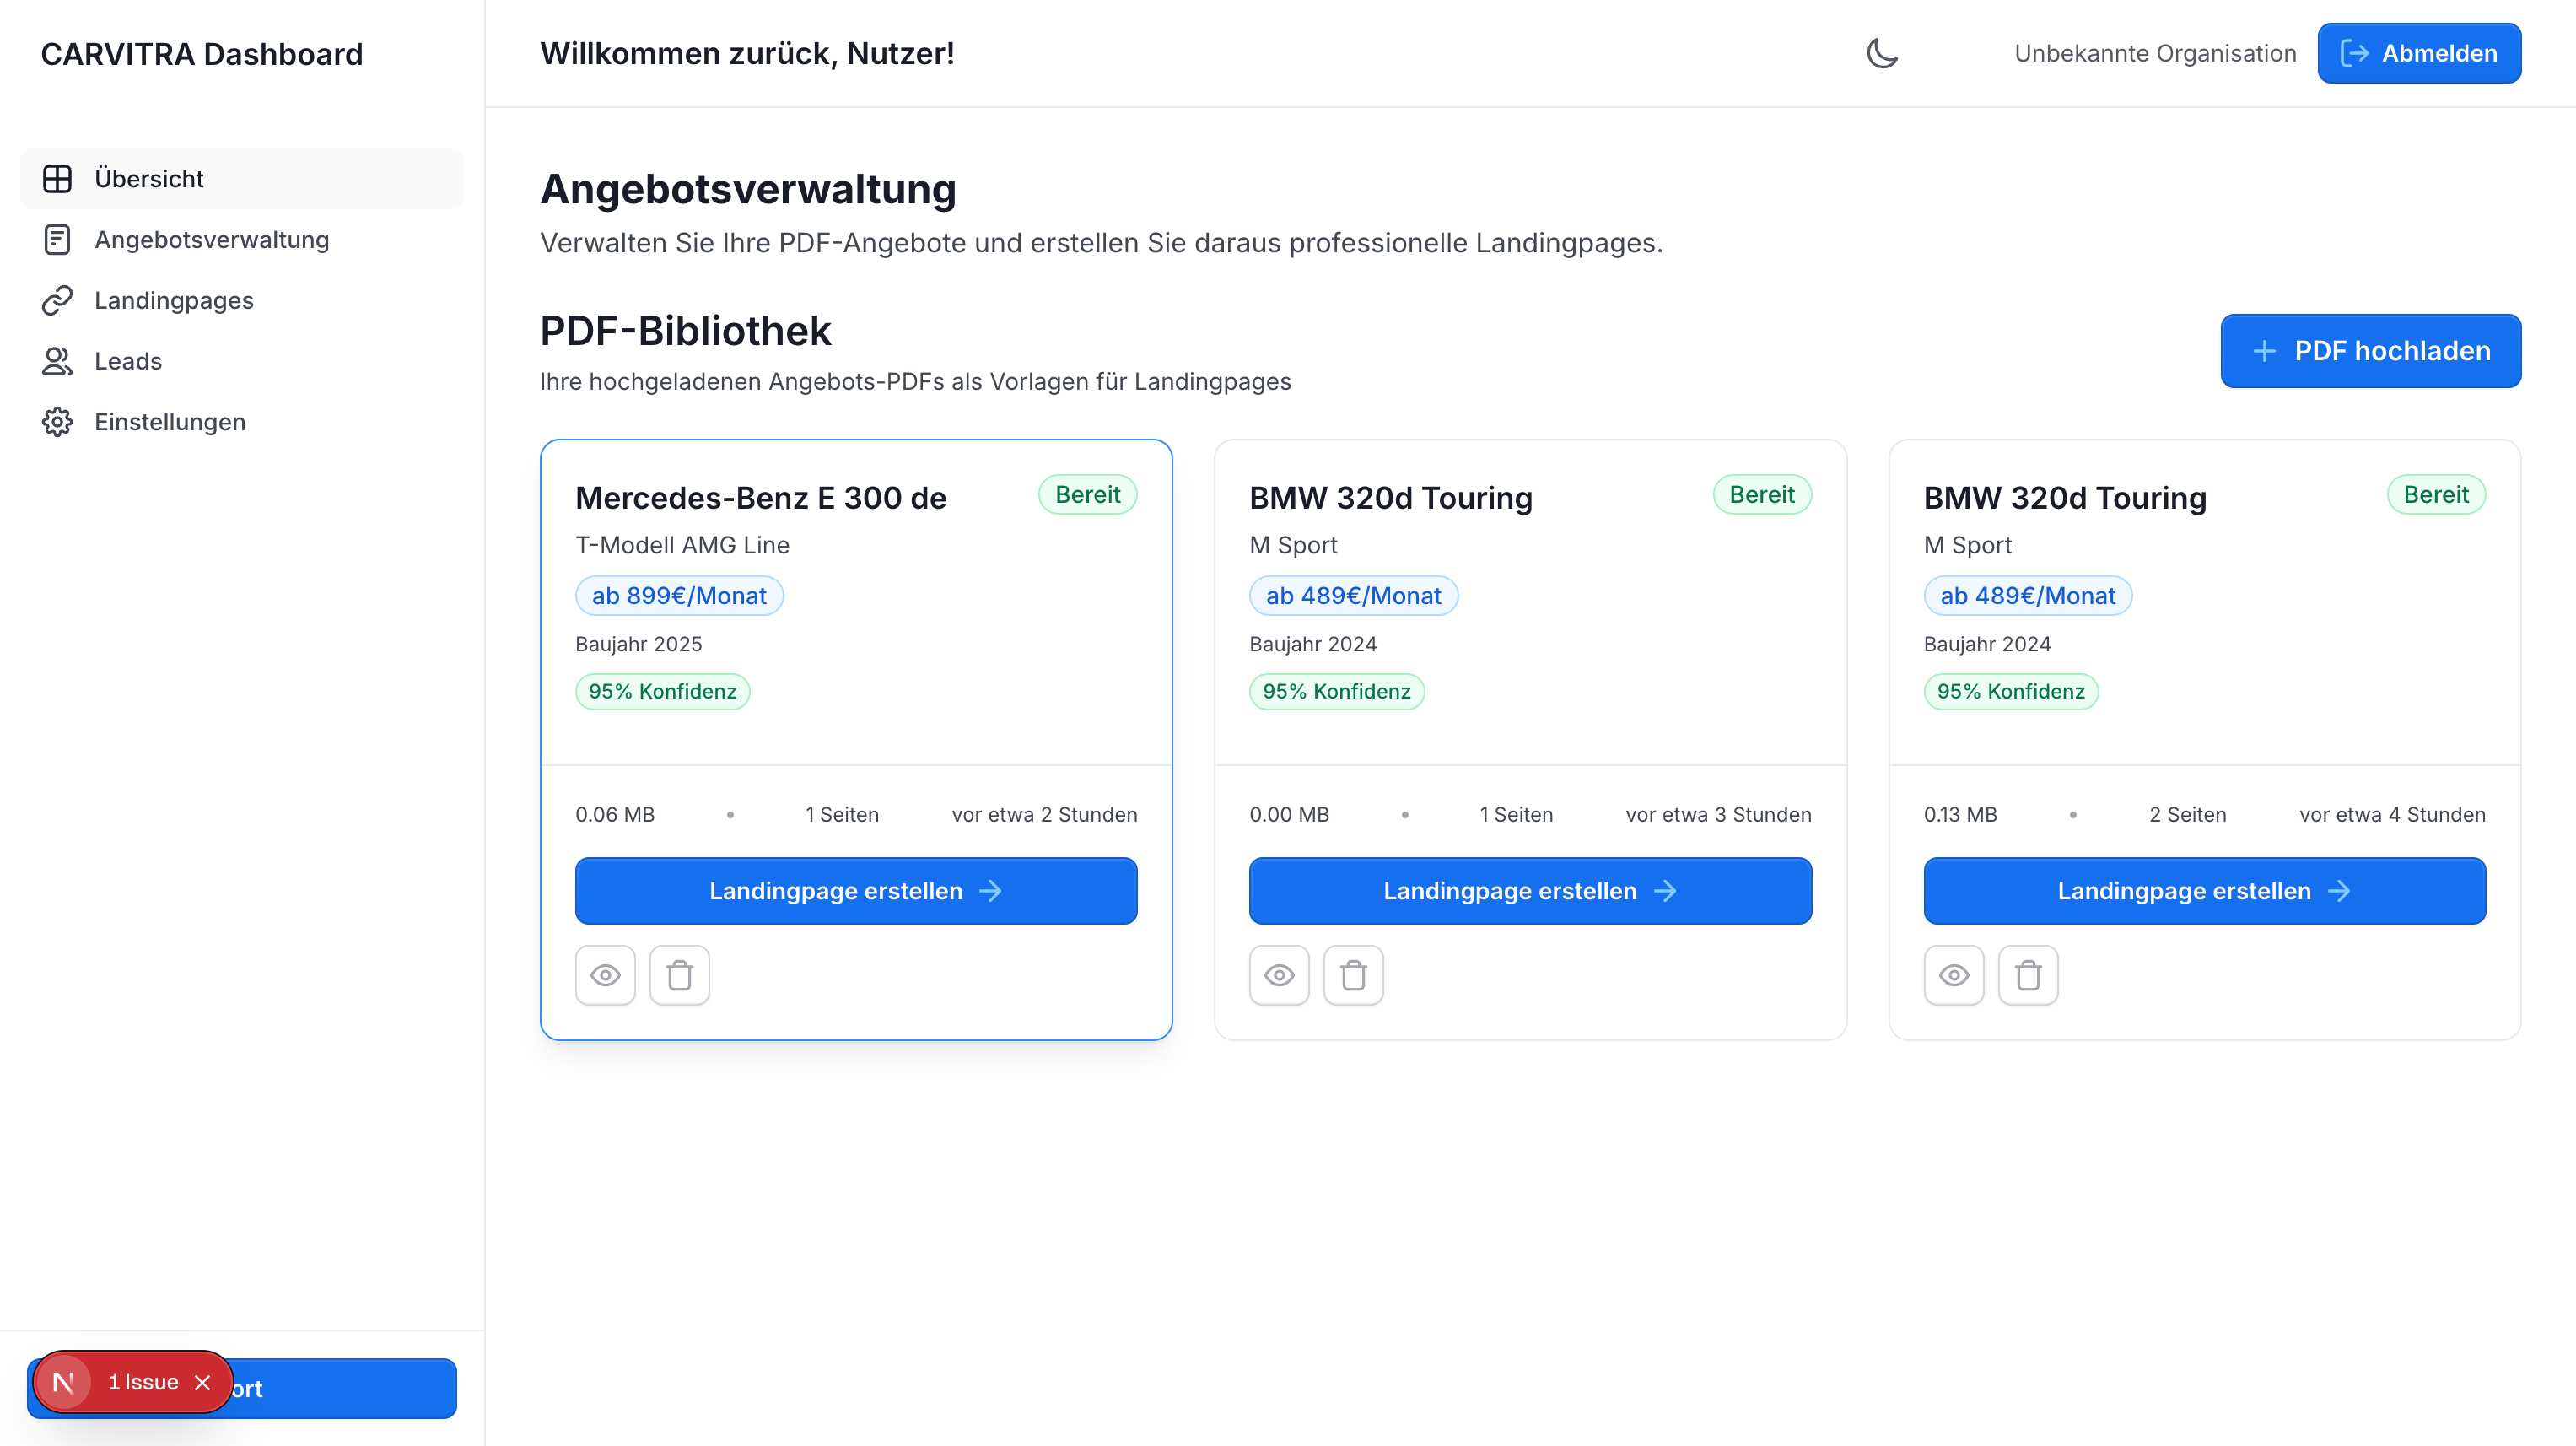 CARVITRA Dashboard
Willkommen zurück, Nutzer!
Unbekannte Organisation
Abmelden
Übersicht
Angebotsverwaltung
Landingpages
Leads
Einstellungen
Angebotsverwaltung
Verwalten Sie Ihre PDF-Angebote und erstellen Sie daraus professionelle Landingpages.
PDF-Bibliothek
Ihre hochgeladenen Angebots-PDFs als Vorlagen für Landingpages
PDF hochladen
Mercedes-Benz E 300 de
Bereit
T-Modell AMG Line
ab 899€/Monat
Baujahr 2025
95% Konfidenz
0.06 MB • 1 Seiten vor etwa 2 Stunden
Landingpage erstellen
BMW 320d Touring
Bereit
M Sport
ab 489€/Monat
Baujahr 2024
95% Konfidenz
0.00 MB • 1 Seiten vor etwa 3 Stunden
Landingpage erstellen
BMW 320d Touring
Bereit
M Sport
ab 489€/Monat
Baujahr 2024
95% Konfidenz
0.13 MB • 2 Seiten vor etwa 4 Stunden
Landingpage erstellen
N 1 Issue